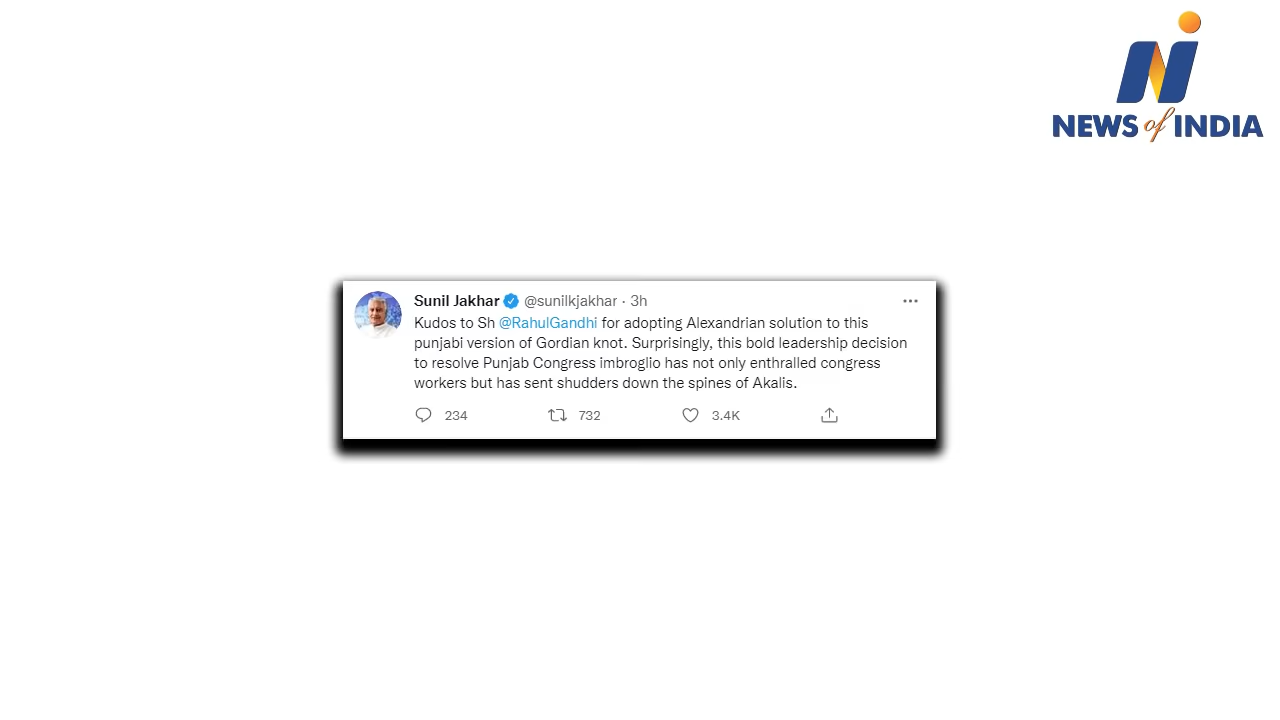 NEWS of INDIA
Sunil Jakhar @sunilkjakhar · 3h
Kudos to Sh @RahulGandhi for adopting Alexandrian solution to this
punjabi version of Gordian knot. Surprisingly, this bold leadership decision
to resolve Punjab Congress imbroglio has not only enthralled congress
workers but has sent shudders down the spines of Akalis.
234 732 3.4K